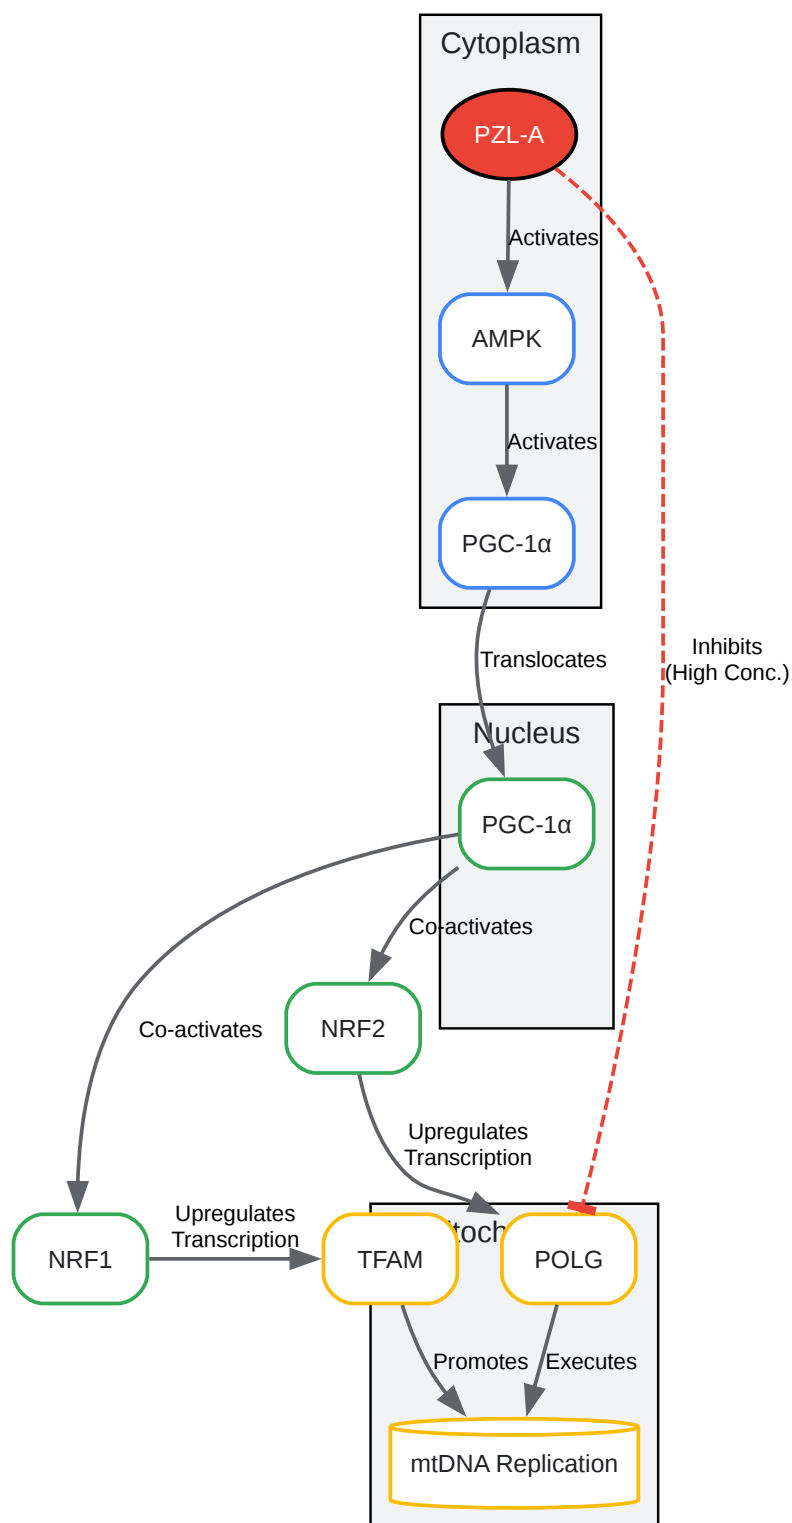 Cytoplasm
PZL-A
Activates
AMPK
Activates
PGC-1α
Translocates
Inhibits
(High Conc.)
Nucleus
PGC-1α
Co-activates
NRF2
Co-activates
Upregulates
Transcription
Upregulates
Transcription
NRF1
TFAM
POLG
Promotes
Executes
mtDNA Replication